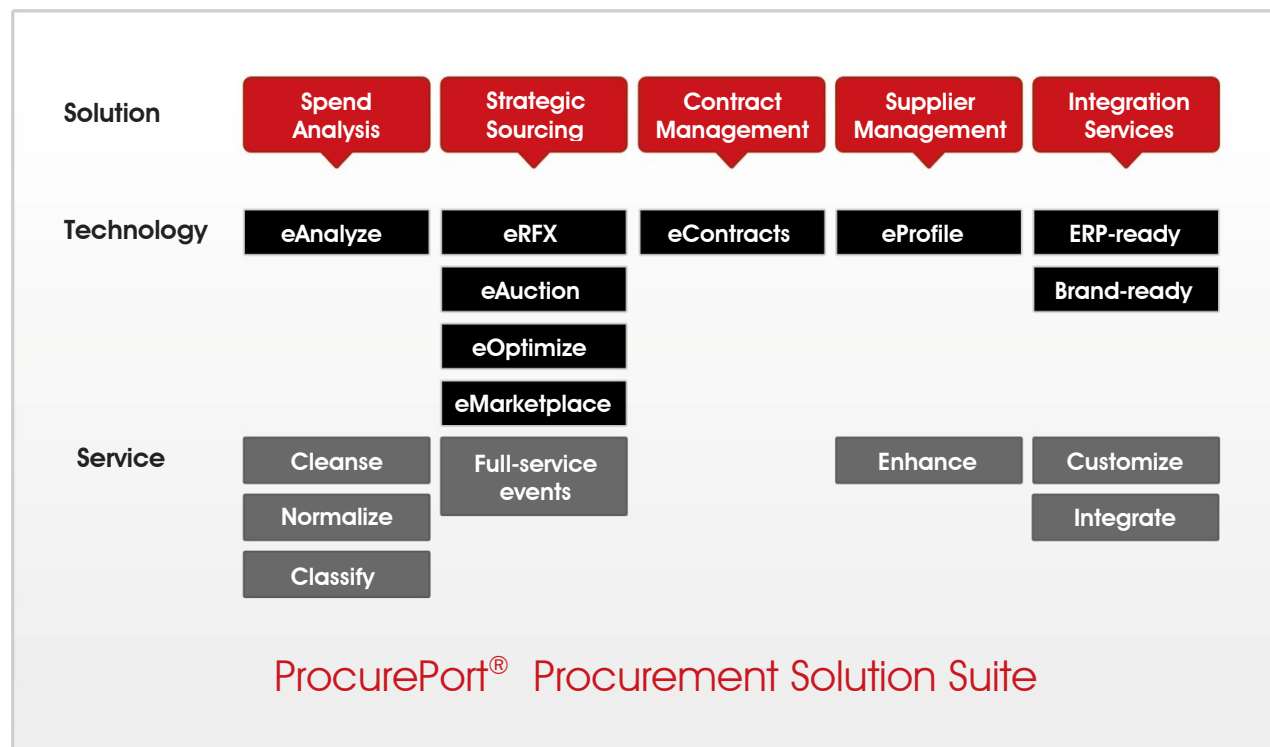 Solution
Spend
Analysis
Strategic
Sourcing
Contract
Management
Supplier
Management
Integration
Services
Technology
eAnalyze
eRFX
eContracts
eProfile
ERP-ready
eAuction
Brand-ready
eOptimize
eMarketplace
Service
Cleanse
Full-service
events
Enhance
Customize
Normalize
Integrate
Classify
ProcurePort® Procurement Solution Suite